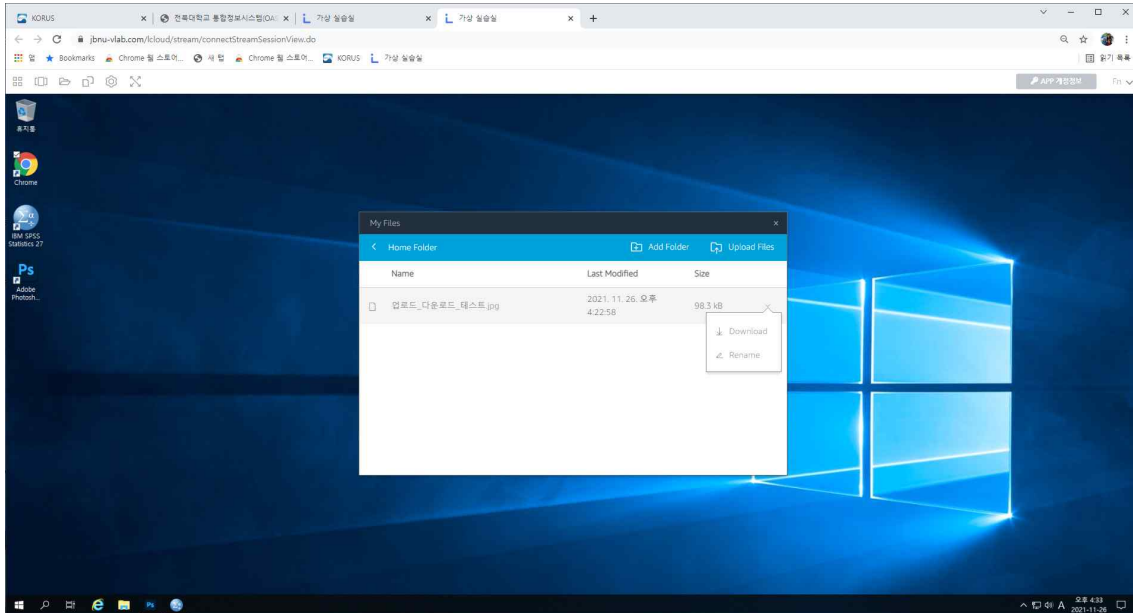 KORUS
전북대학교 통합정보시스템(OA
가상 실습실
가상 실습실
jbnu-vlab.com/lcloud/stream/connectStreamSessionView.do
앱
Bookmarks
Chrome 웹 스토어...
새 탭
Chrome 웹 스토어...
KORUS
가상 실습실
읽기 목록
APP 계정정보
En
휴지통
Chrome
IBM SPSS
Statistics 27
Ps
Adobe
Photosh...
My Files
Home Folder
Add Folder
Upload Files
Name
Last Modified
Size
업로드_다운로드_테스트.jpg
2021. 11. 26. 오후
4:22:58
98.3 kB
Download
Rename
Ps
A
오후 4:33
2021-11-26